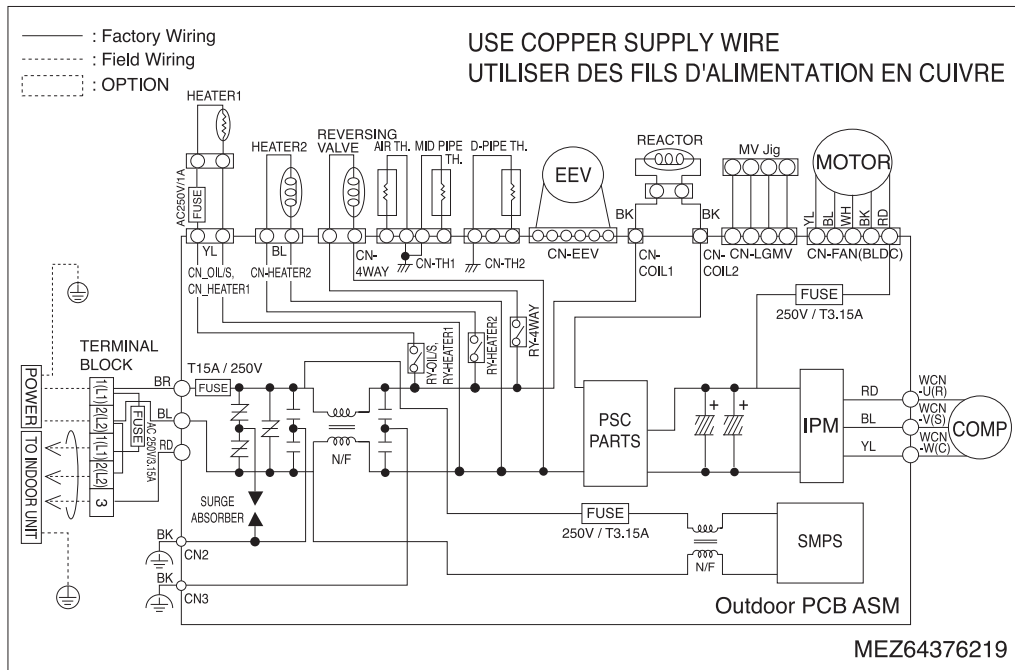 : Factory Wiring
: Field Wiring
: OPTION
USE COPPER SUPPLY WIRE
UTILISER DES FILS D'ALIMENTATION EN CUIVRE
HEATER1
AC250V/1A
FUSE
HEATER2
REVERSING
VALVE
AIR TH.
MID PIPE
TH.
D-PIPE TH.
EEV
REACTOR
MV Jig
MOTOR
BK
BK
YL
BL
WH
BK
RD
YL
CN_OIL/S,
CN_HEATER1
BL
CN-HEATER2
CN-
4WAY
CN-TH1
CN-TH2
CN-EEV
CN-
COIL1
CN-
COIL2
CN-LGMV
CN-FAN(BLDC)
FUSE
250V / T3.15A
RY-OIL/S,
RY-HEATER1
RY-HEATER2
RY-4WAY
TERMINAL
BLOCK
POWER
TO INDOOR UNIT
1(L1)
2(L2)
1(L1)
2(L2)
3
FUSE
AC 250V/3.15A
BR
BL
RD
T15A / 250V
FUSE
N/F
SURGE
ABSORBER
BK
CN2
BK
CN3
PSC
PARTS
+
+
IPM
RD
BL
YL
WCN
-U(R)
WCN
-V(S)
WCN
-W(C)
COMP
FUSE
250V / T3.15A
N/F
SMPS
Outdoor PCB ASM
MEZ64376219